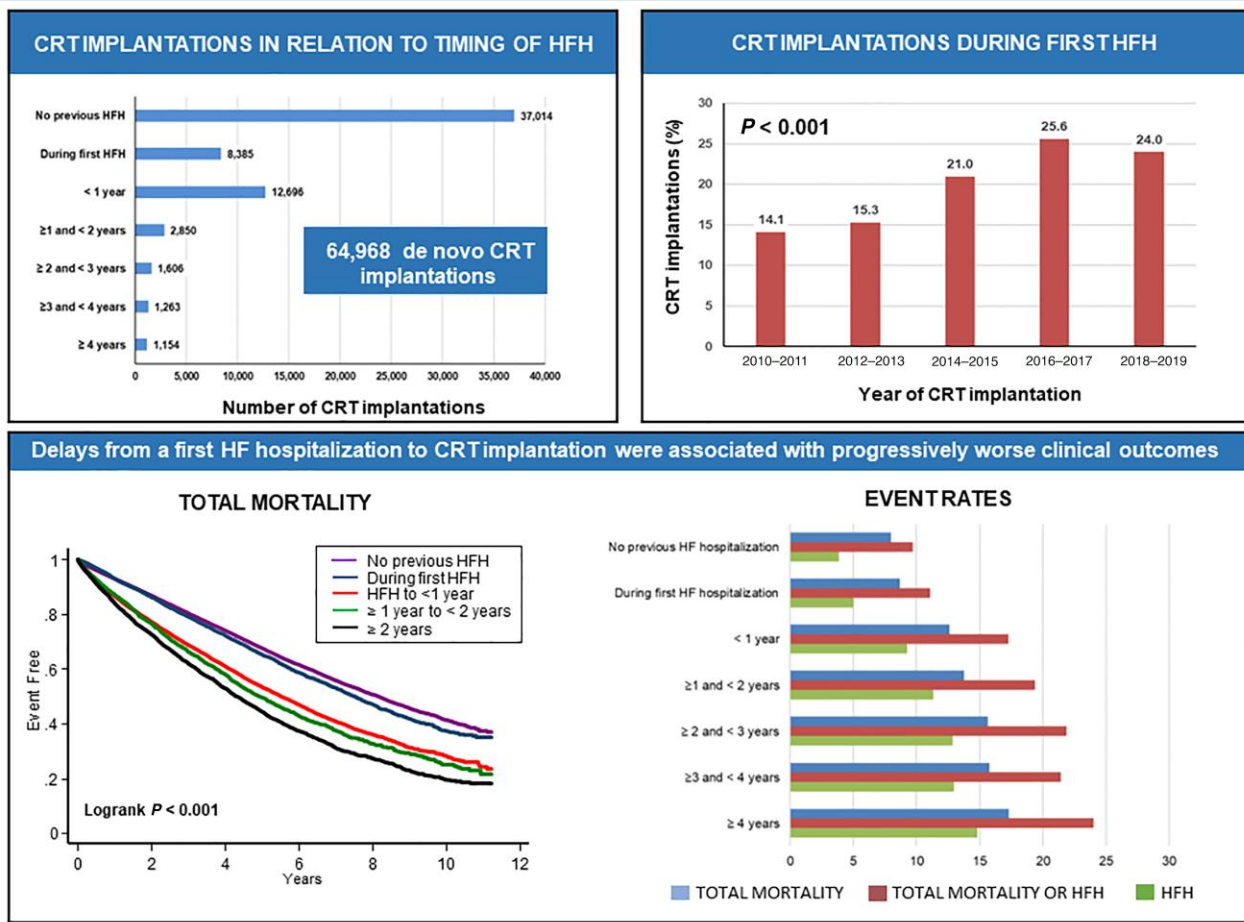 CRT IMPLANTATIONS IN RELATION TO TIMING OF HFH
No previous HFH
37,014
During first HFH
8,385
< 1 year
12,696
≥1 and < 2 years
2,850
≥ 2 and < 3 years
1,606
≥3 and < 4 years
1,263
≥ 4 years
1,154
64,968 de novo CRT
implantations
0 5,000 10,000 15,000 20,000 25,000 30,000 35,000 40,000
Number of CRT implantations
CRT IMPLANTATIONS DURING FIRST HFH
CRT implantations (%)
30
25
20
15
10
5
0
P < 0.001
14.1
15.3
21.0
25.6
24.0
2010–2011 2012–2013 2014–2015 2016–2017 2018–2019
Year of CRT implantation
Delays from a first HF hospitalization to CRT implantation were associated with progressively worse clinical outcomes
TOTAL MORTALITY
Event Free
1
.8
.6
.4
.2
0
No previous HFH
During first HFH
HFH to <1 year
≥ 1 year to < 2 years
≥ 2 years
Logrank P < 0.001
0 2 4 6 8 10 12
Years
EVENT RATES
No previous HF hospitalization
During first HF hospitalization
< 1 year
≥1 and < 2 years
≥ 2 and < 3 years
≥3 and < 4 years
≥ 4 years
0 5 10 15 20 25 30
TOTAL MORTALITY TOTAL MORTALITY OR HFH HFH